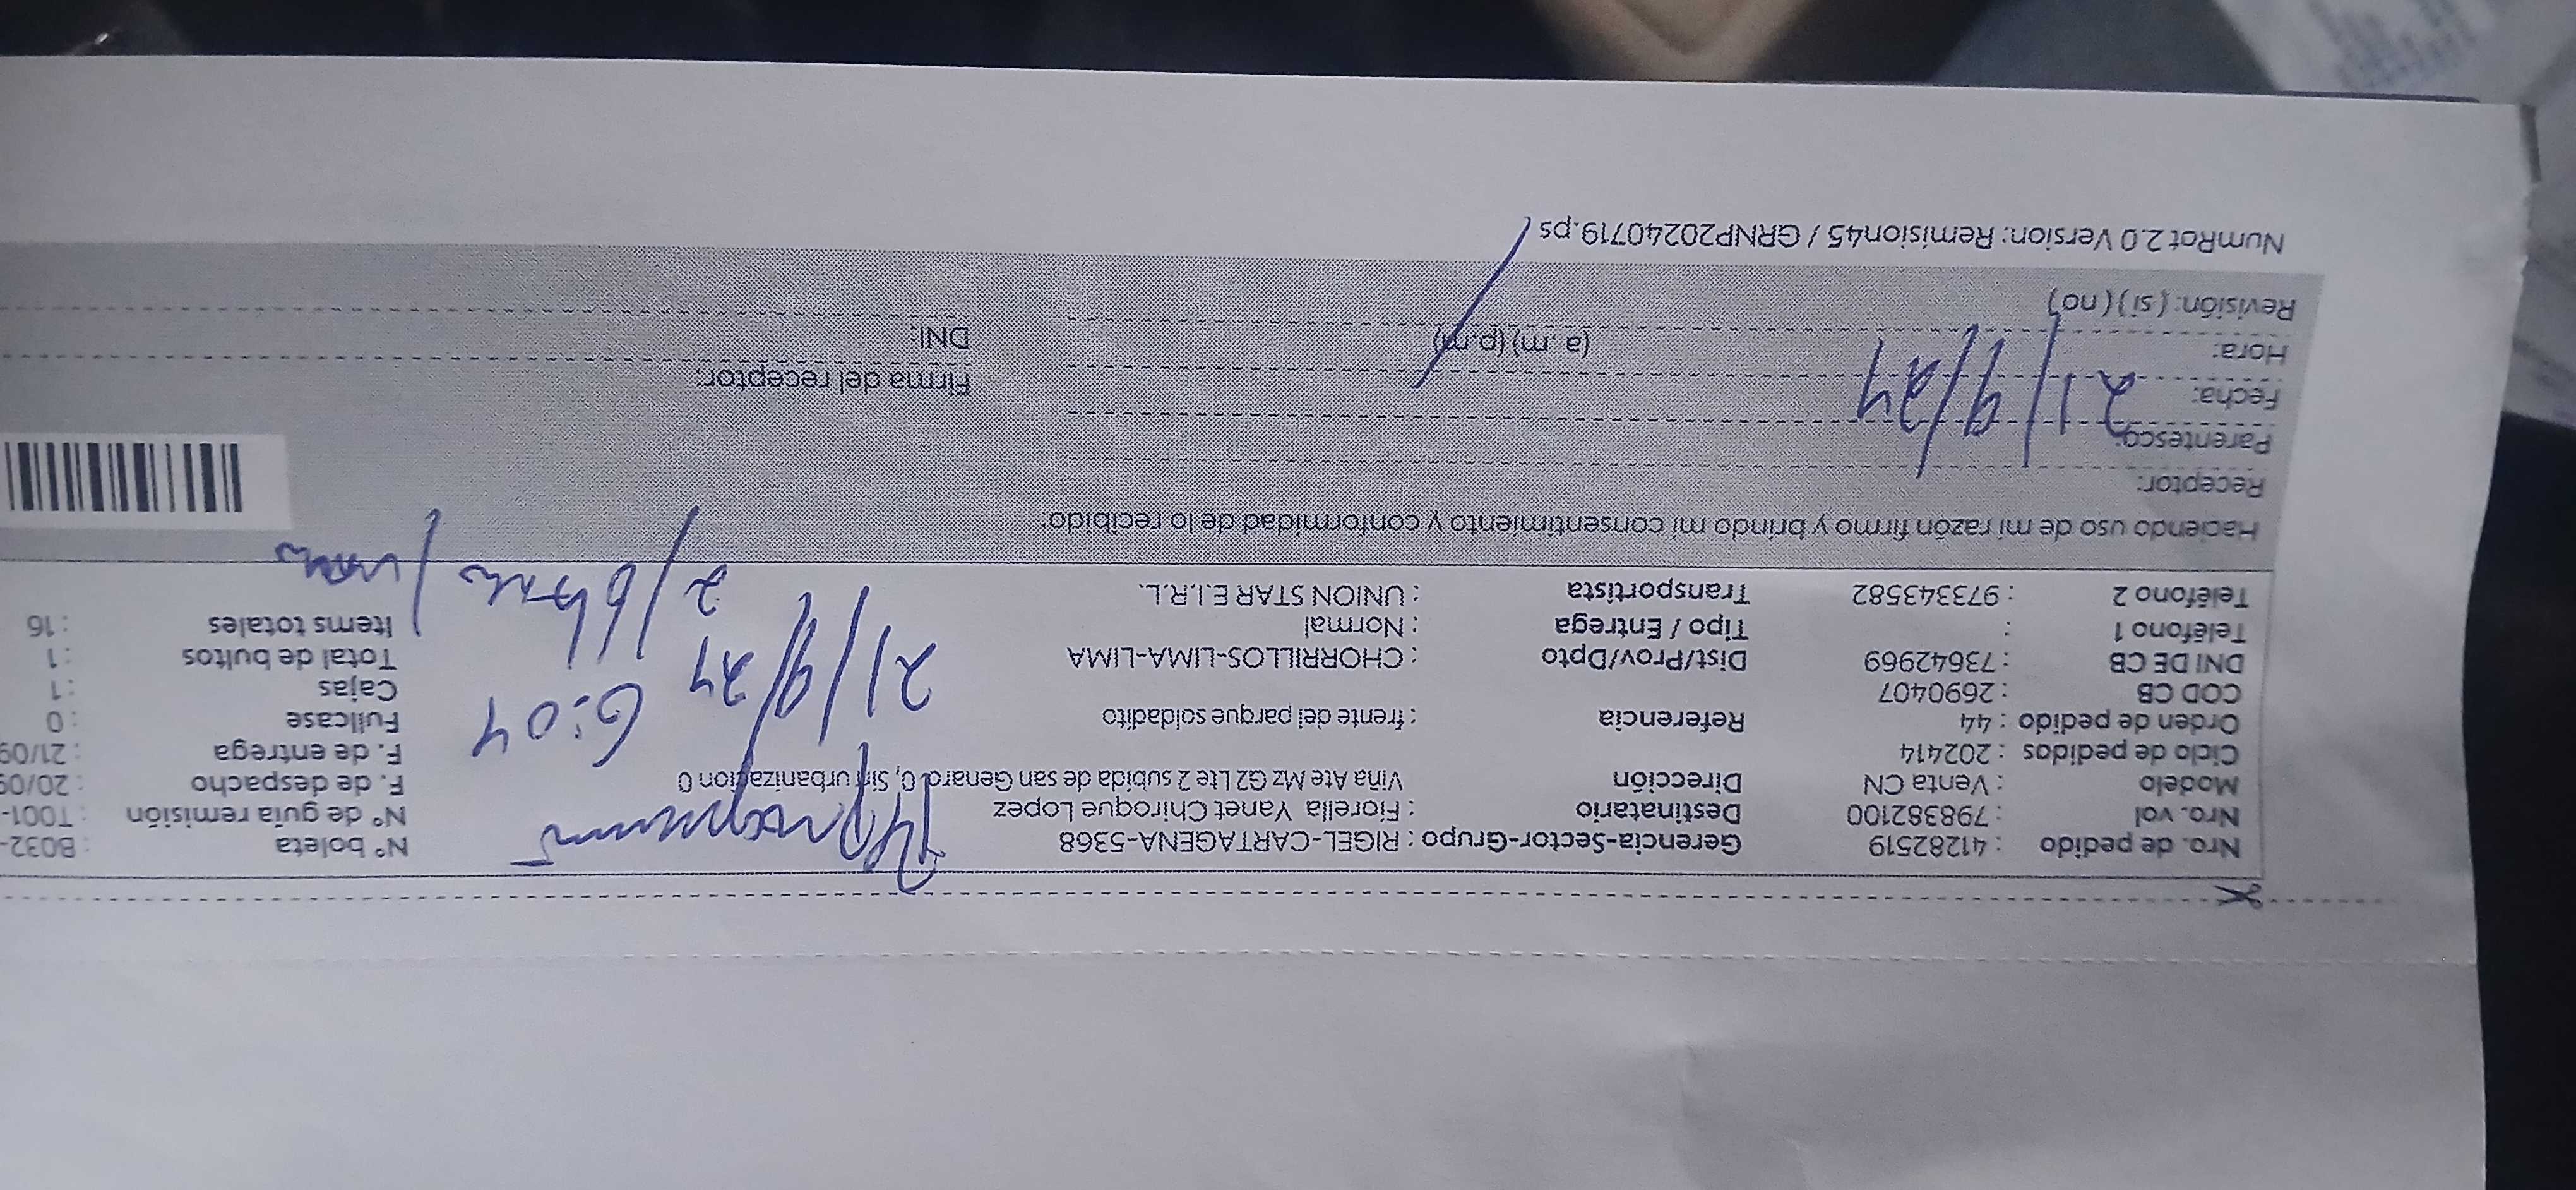 Nro. de pedido : 41282519 Gerencia-Sector-Grupo : RIGEL-CARTAGENA-5368 N° boleta : B032-
Nro. vol : 798382100 Destinatario : Fiorella Yanet Chiroque Lopez N° de guía remisión : T001-
Modelo : Venta CN Dirección Viña Ate Mz G2 Lte 2 subida de san Genaro 0, Sin urbanizacion 0 F. de despacho : 20/09
Ciclo de pedidos : 202414 F. de entrega : 21/09
Orden de pedido : 44 Referencia : frente del parque soldadito Fullcase : 0
COD CB : 2690407 6:04 Cajas : 1
DNI DE CB : 73642969 Dist/Prov/Dpto : CHORRILLOS-LIMA-LIMA 21/9/24 Total de bultos : 1
Teléfono 1 : Tipo / Entrega : Normal Items totales : 16
Teléfono 2 : 973343582 Transportista : UNION STAR E.I.R.L.
Haciendo uso de mi razón firmo y brindo mi consentimiento y conformidad de lo recibido:
Receptor:
Parentesco:
Fecha: 21/9/24 Firma del receptor:
Hora: (a .m) (p.m) DNI:
Revisión: (si) (no)
NumRot 2.0 Version: Remision45 / GRNP20240719.ps